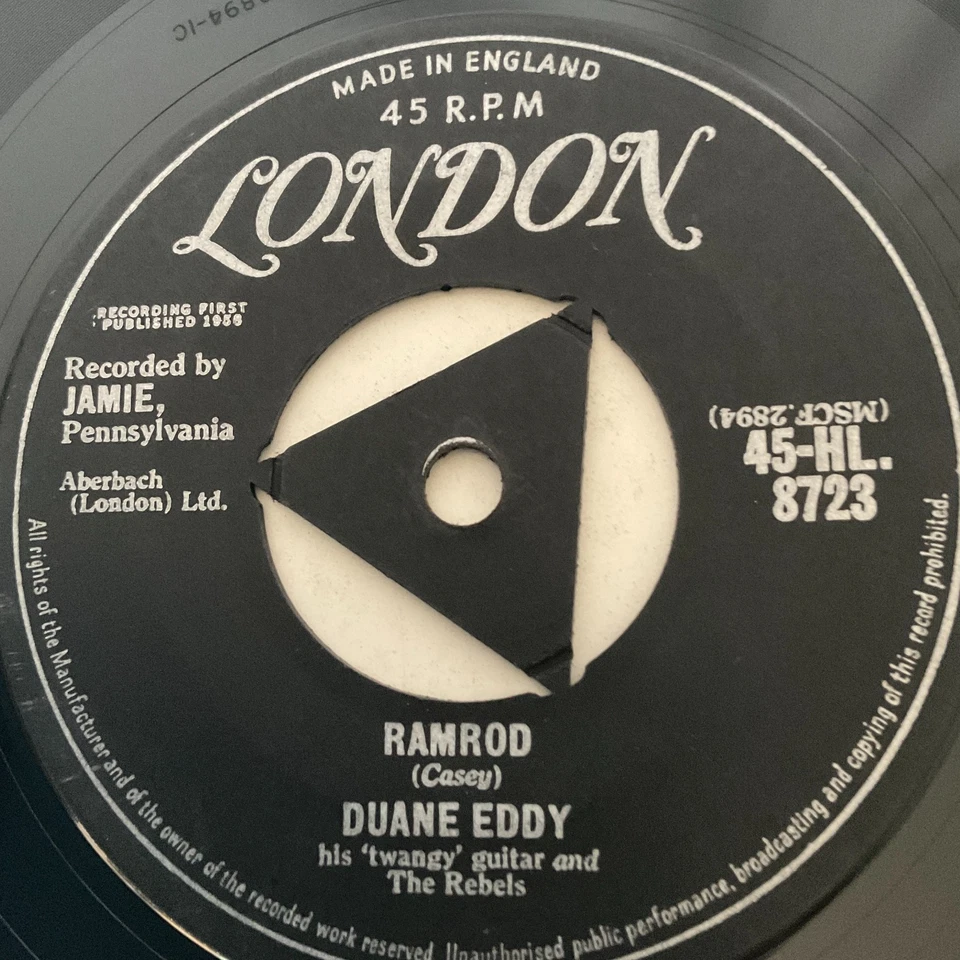 2894-1C
MADE IN ENGLAND
45 R.P.M
LONDON
RECORDING FIRST
PUBLISHED 1958
Recorded by
JAMIE,
Pennsylvania
Aberbach
(London) Ltd.
(MSCF.2894)
45-HL.
8723
RAMROD
(Casey)
DUANE EDDY
his 'twangy' guitar and
The Rebels
All rights of the Manufacturer and of the owner of the recorded work reserved Unauthorised public performance, broadcasting and copying of this record prohibited.